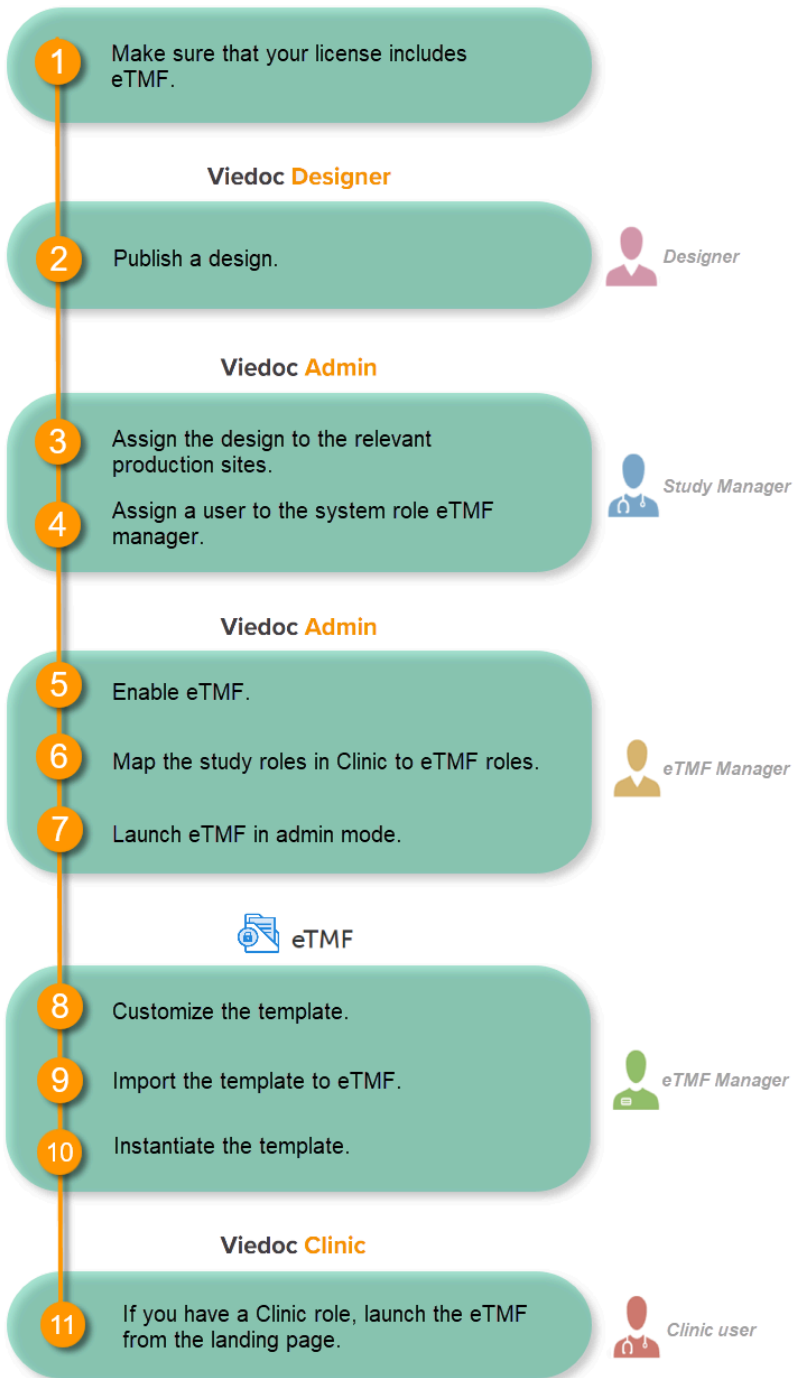 1
Make sure that your license includes
eTMF.
Viedoc Designer
2
Publish a design.
Designer
Viedoc Admin
3
Assign the design to the relevant
production sites.
Study Manager
4
Assign a user to the system role eTMF
manager.
Viedoc Admin
5
Enable eTMF.
6
Map the study roles in Clinic to eTMF roles.
eTMF Manager
7
Launch eTMF in admin mode.
eTMF
8
Customize the template.
9
Import the template to eTMF.
eTMF Manager
10
Instantiate the template.
Viedoc Clinic
11
If you have a Clinic role, launch the eTMF
from the landing page.
Clinic user